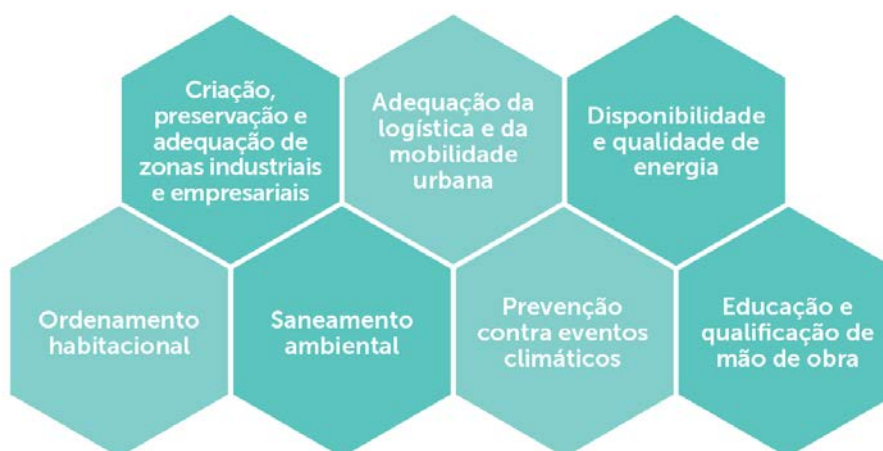 Criação,
preservação e
adequação de
zonas industriais
e empresariais
Adequação da
logística e da
mobilidade
urbana
Disponibilidade
e qualidade de
energia
Ordenamento
habitacional
Saneamento
ambiental
Prevenção
contra eventos
climáticos
Educação e
qualificação de
mão de obra